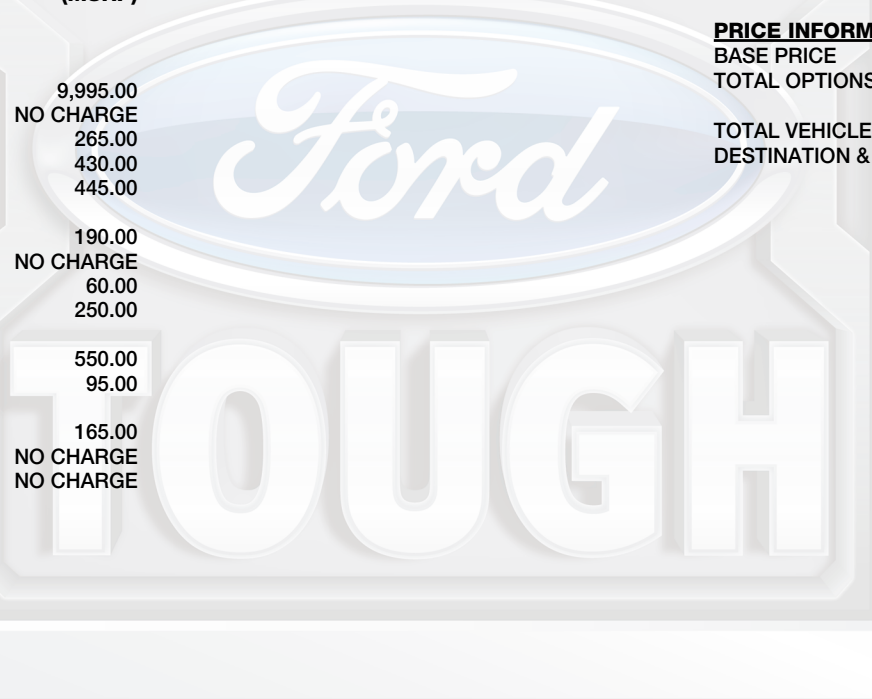 9,995.00
NO CHARGE
265.00
430.00
445.00
190.00
NO CHARGE
60.00
250.00
550.00
95.00
165.00
NO CHARGE
NO CHARGE
PRICE INFORM
BASE PRICE
TOTAL OPTIONS
TOTAL VEHICLE
DESTINATION &
Ford
TOUGH